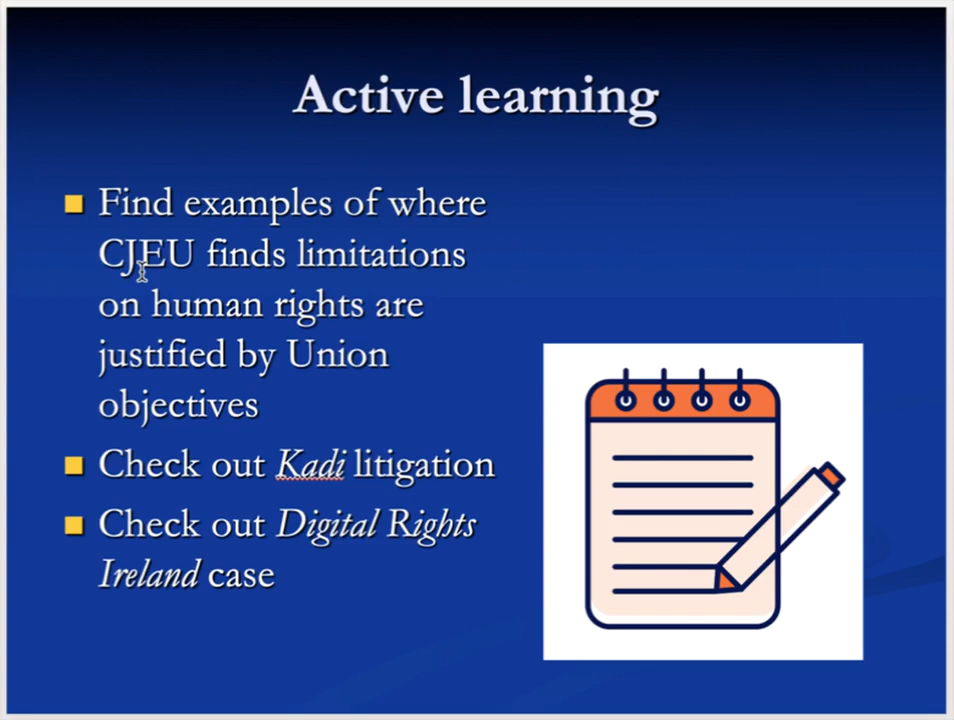 Active learning
Find examples of where
CJEU finds limitations
on human rights are
justified by Union
objectives
Check out Kadi litigation
Check out Digital Rights
Ireland case